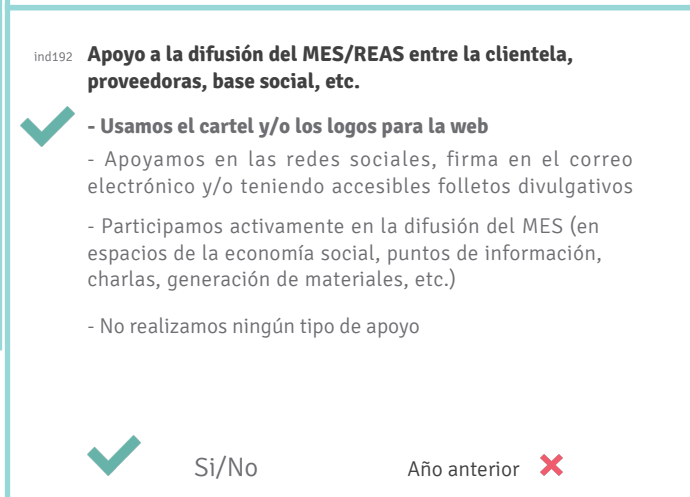 ind192 Apoyo a la difusión del MES/REAS entre la clientela,
proveedoras, base social, etc.
- Usamos el cartel y/o los logos para la web
- Apoyamos en las redes sociales, firma en el correo
electrónico y/o teniendo accesibles folletos divulgativos
- Participamos activamente en la difusión del MES (en
espacios de la economía social, puntos de información,
charlas, generación de materiales, etc.)
- No realizamos ningún tipo de apoyo
Si/No Año anterior